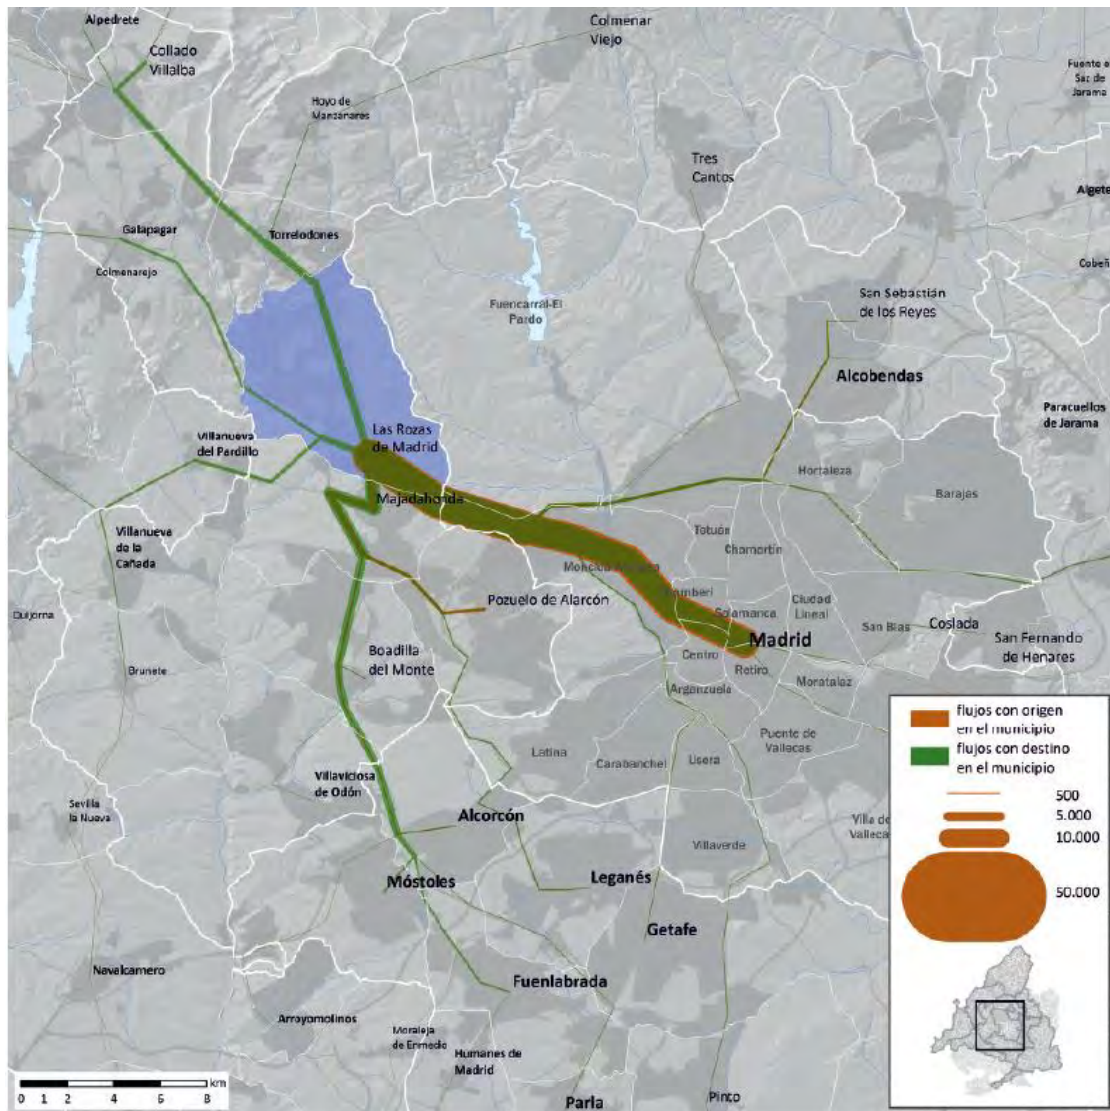 Alpedrete
Collado
Villalba
Colmenar
Viejo
Hoyo de
Manzanares
Jarama
Tres
Cantos
Algete
Galapagar
Torrelodones
Colmenarejo
Fuencarral-El
Pardo
San Sebastián
de los Reyes
Alcobendas
Paracuellos
de Jarama
Las Rozas
de Madrid
Villanueva
del Pardillo
Hortaleza
Barajas
Majadahonda
Villanueva
de la
Cañada
Tetuán
Chamartín
Pozuelo de Alarcón
Salamanca
Ciudad
Lineal
Madrid
San Blas
Coslada
San Fernando
de Henares
Quijorna
Brunete
Boadilla
del Monte
Centro
Retiro
Moratalaz
Arganzuela
Puente de
Vallecas
Latina
Carabanchel
Usera
Villaviciosa
de Odón
Sevilla
la Nueva
Alcorcón
Villaverde
Móstoles
Leganés
Getafe
Navalcarnero
Fuenlabrada
Arroyomolinos
Moraleja
de Enmedio
Humanes de
Madrid
Parla
Pinto
flujos con origen
en el municipio
flujos con destino
en el municipio
500
5.000
10.000
50.000
km
0 1 2 4 6 8